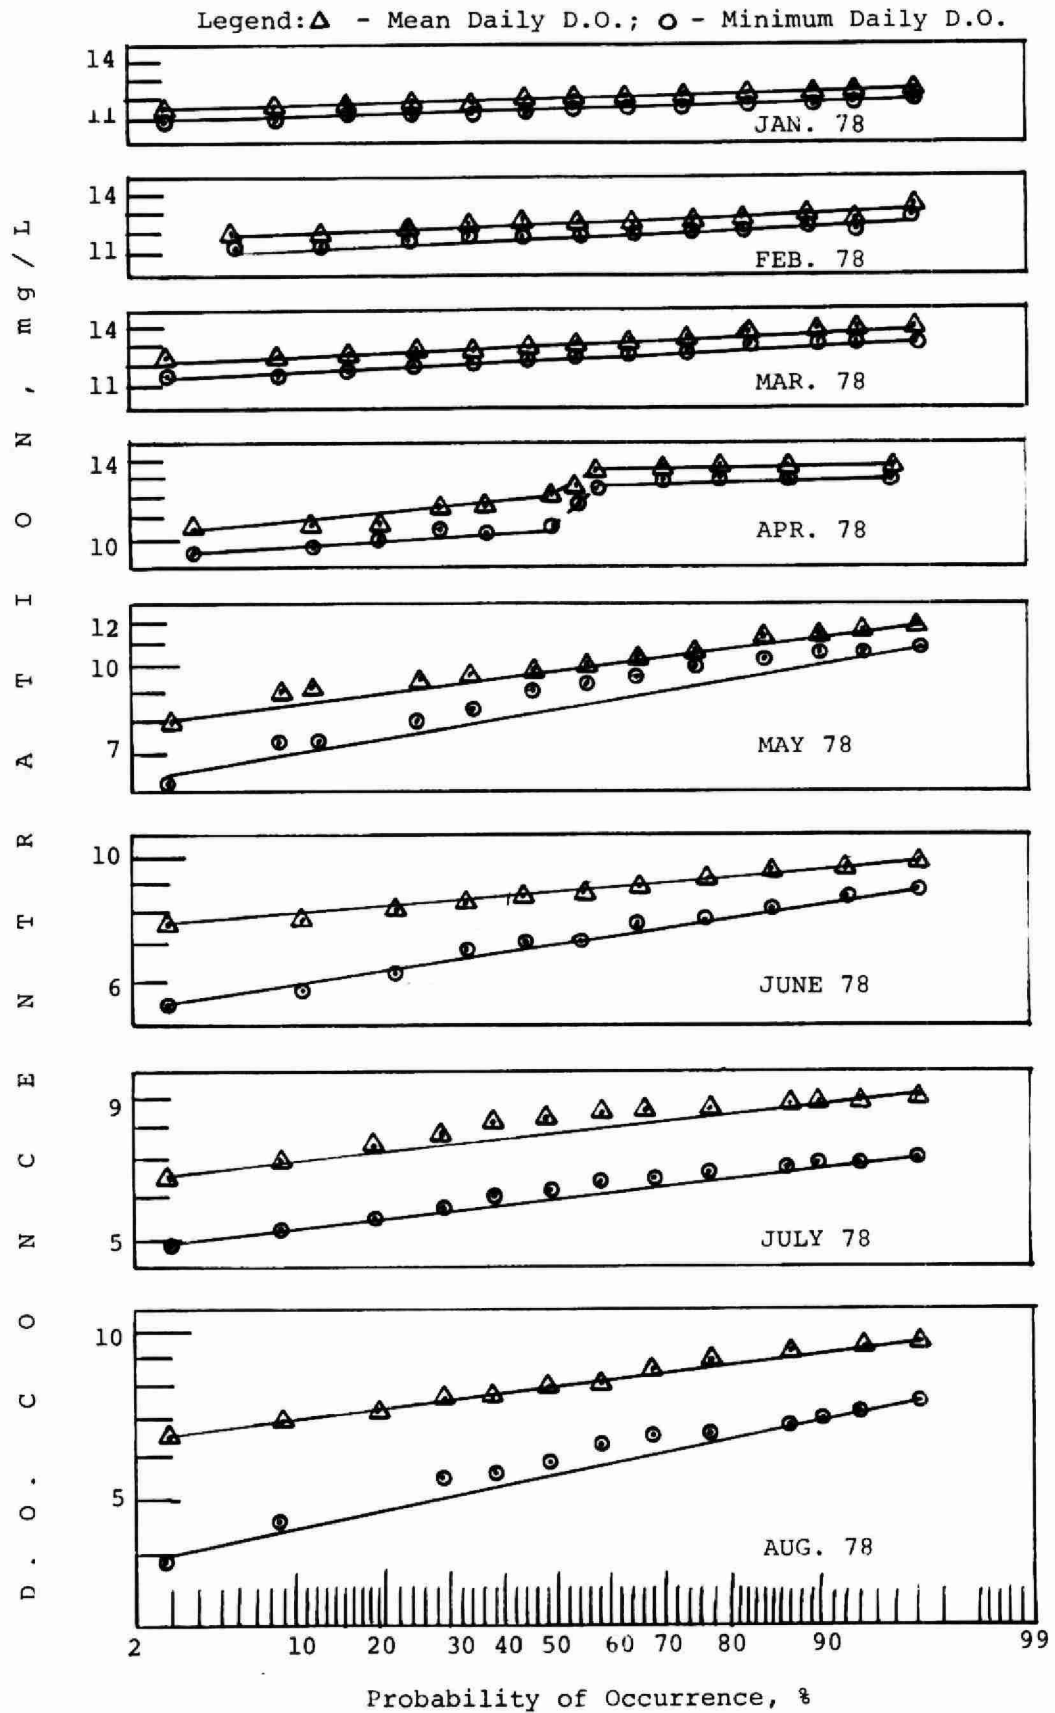 Legend: △ - Mean Daily D.O.; O - Minimum Daily D.O.
D.O. CONCENTRATION, mg/L
14
11
JAN. 78
14
11
FEB. 78
14
11
MAR. 78
14
10
APR. 78
12
10
7
MAY 78
10
6
JUNE 78
9
5
JULY 78
10
5
AUG. 78
2 10 20 30 40 50 60 70 80 90 99
Probability of Occurrence, %